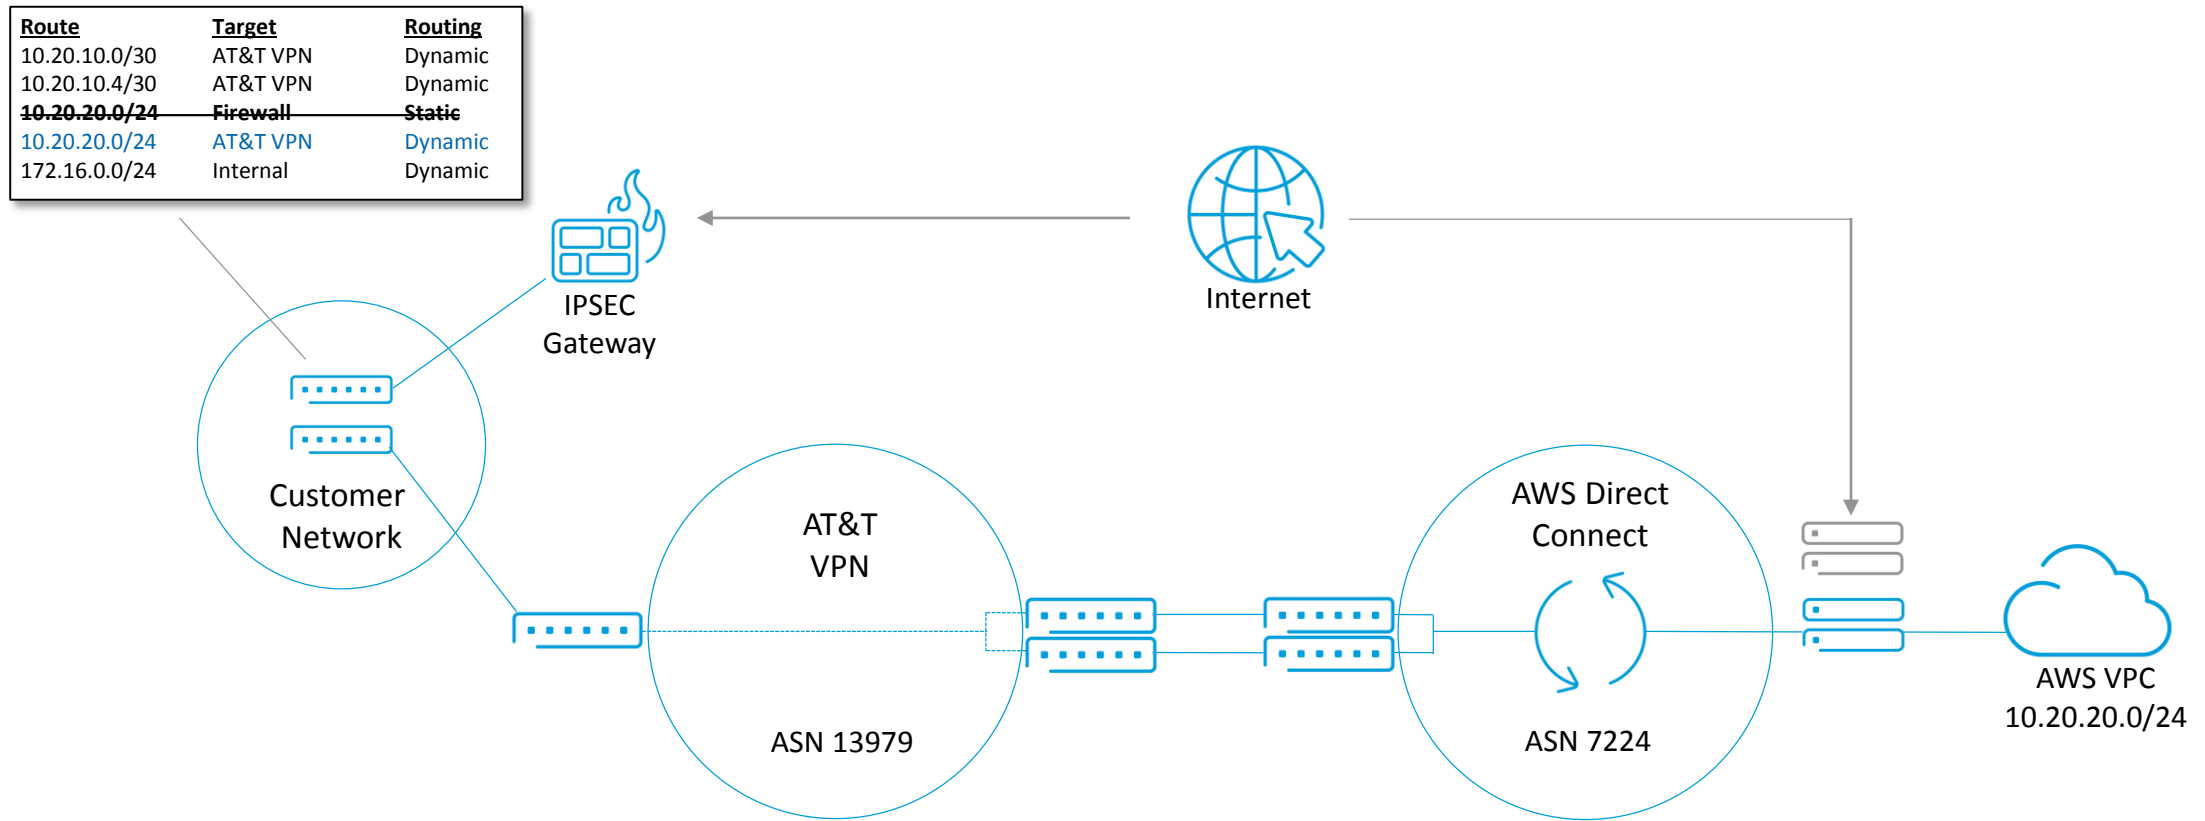 Route Target Routing
10.20.10.0/30 AT&T VPN Dynamic
10.20.10.4/30 AT&T VPN Dynamic
10.20.20.0/24 Firewall Static
10.20.20.0/24 AT&T VPN Dynamic
172.16.0.0/24 Internal Dynamic
IPSEC
Gateway
Internet
Customer
Network
AT&T
VPN
ASN 13979
AWS Direct
Connect
ASN 7224
AWS VPC
10.20.20.0/24